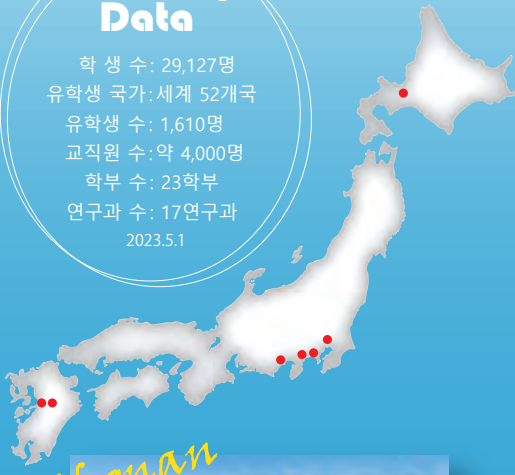 Data
학 생 수: 29,127명
유학생 국가:세계 52개국
유학생 수: 1,610명
교직원 수:약 4,000명
학부 수: 23학부
연구과 수: 17연구과
2023.5.1